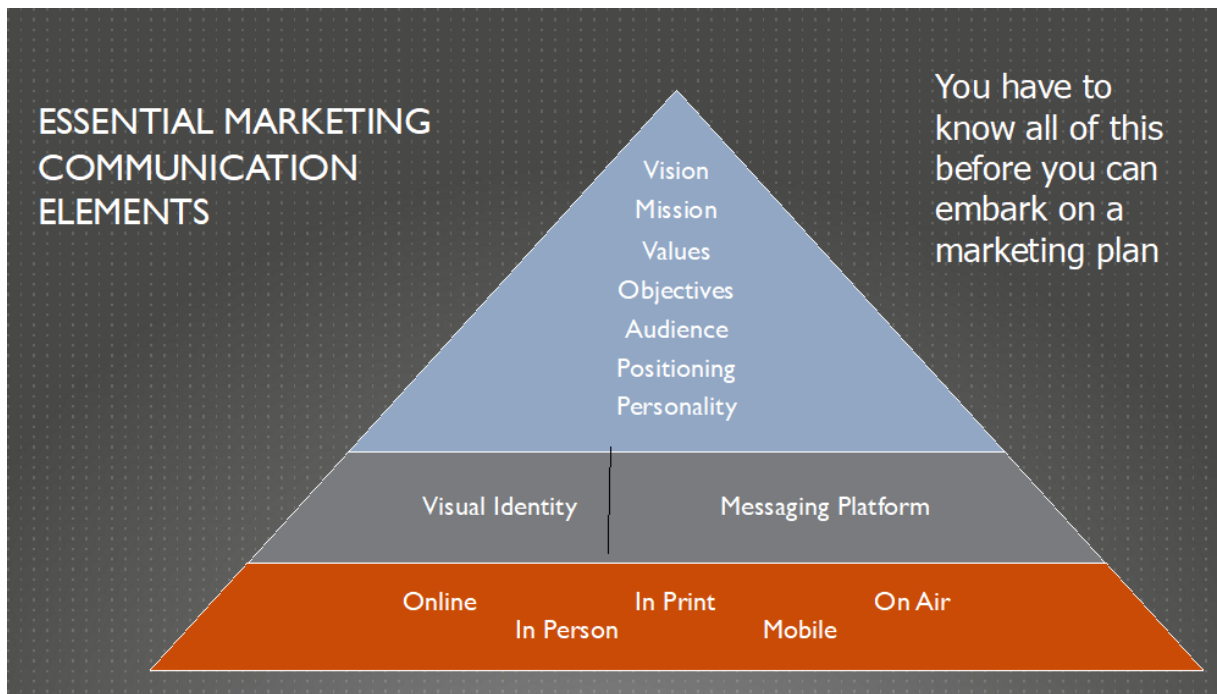 ESSENTIAL MARKETING
COMMUNICATION
ELEMENTS
You have to
know all of this
before you can
embark on a
marketing plan
Vision
Mission
Values
Objectives
Audience
Positioning
Personality
Visual Identity
Messaging Platform
Online
In Print
On Air
In Person
Mobile